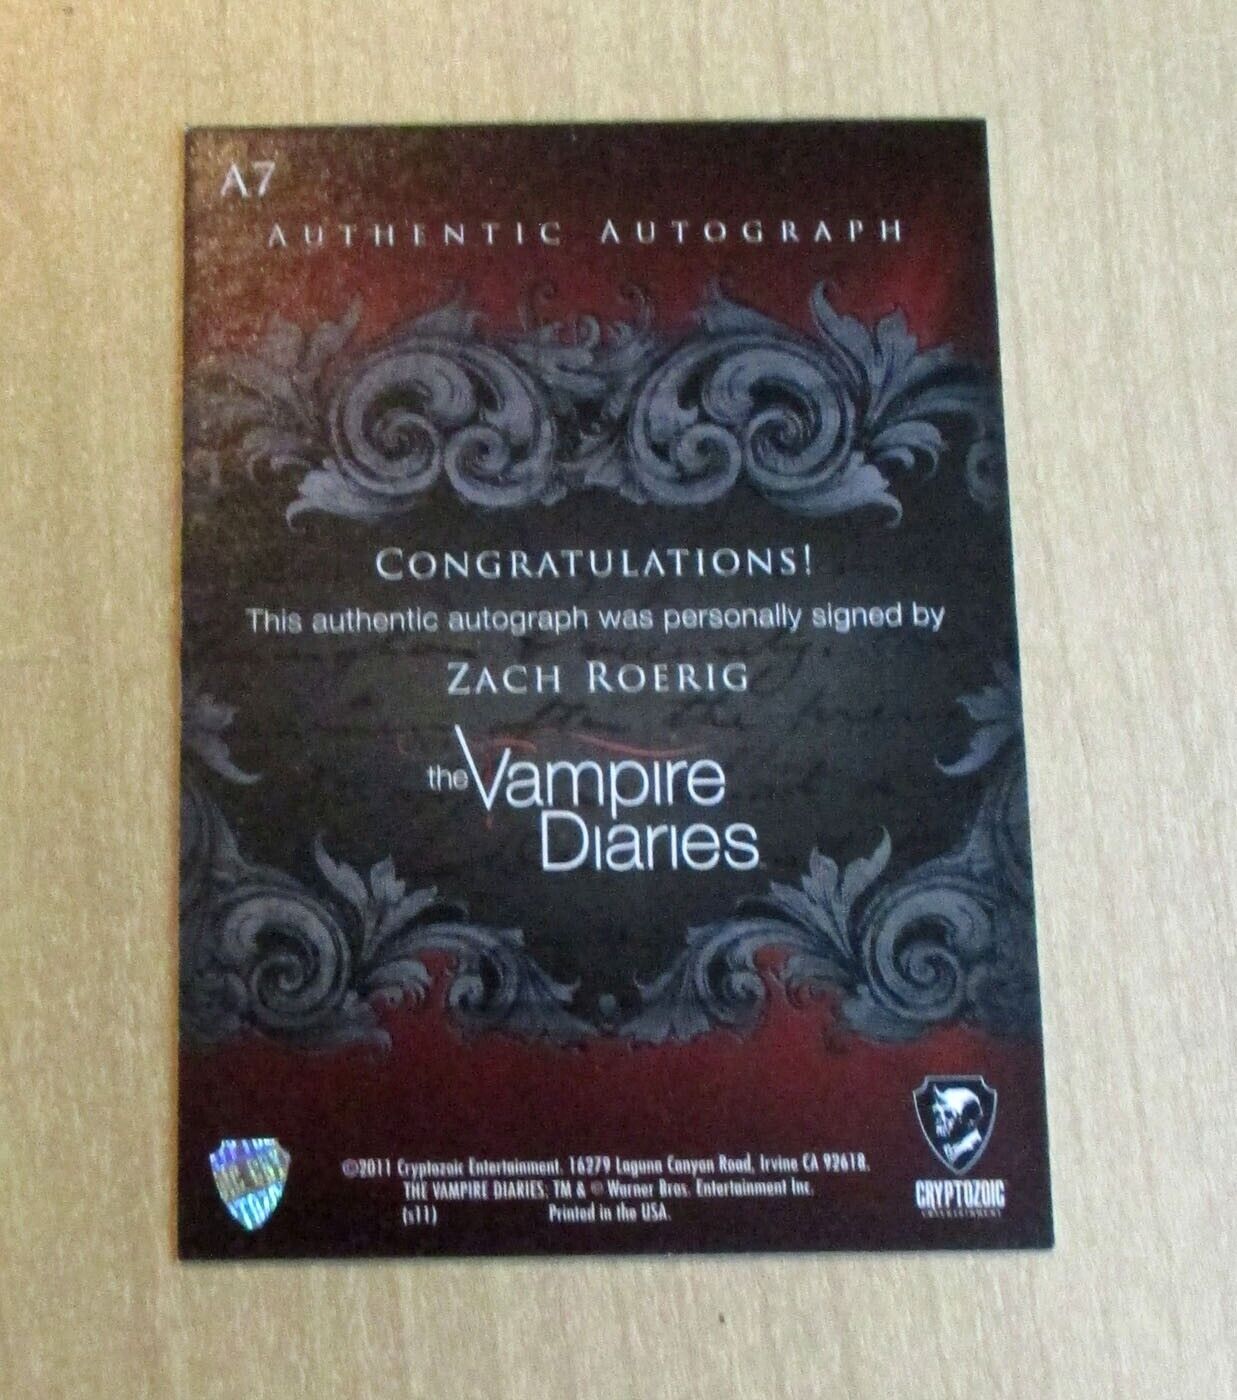 A7
AUTHENTIC AUTOGRAPH
CONGRATULATIONS!
This authentic autograph was personally signed by
ZACH ROERIG
the Vampire
Diaries
©2011 Cryptozoic Entertainment. 16279 Laguna Canyon Road, Irvine CA 92618.
THE VAMPIRE DIARIES: TM & © Warner Bros. Entertainment Inc.
(s11) Printed in the USA.
CRYPTOZOIC
ENTERTAINMENT